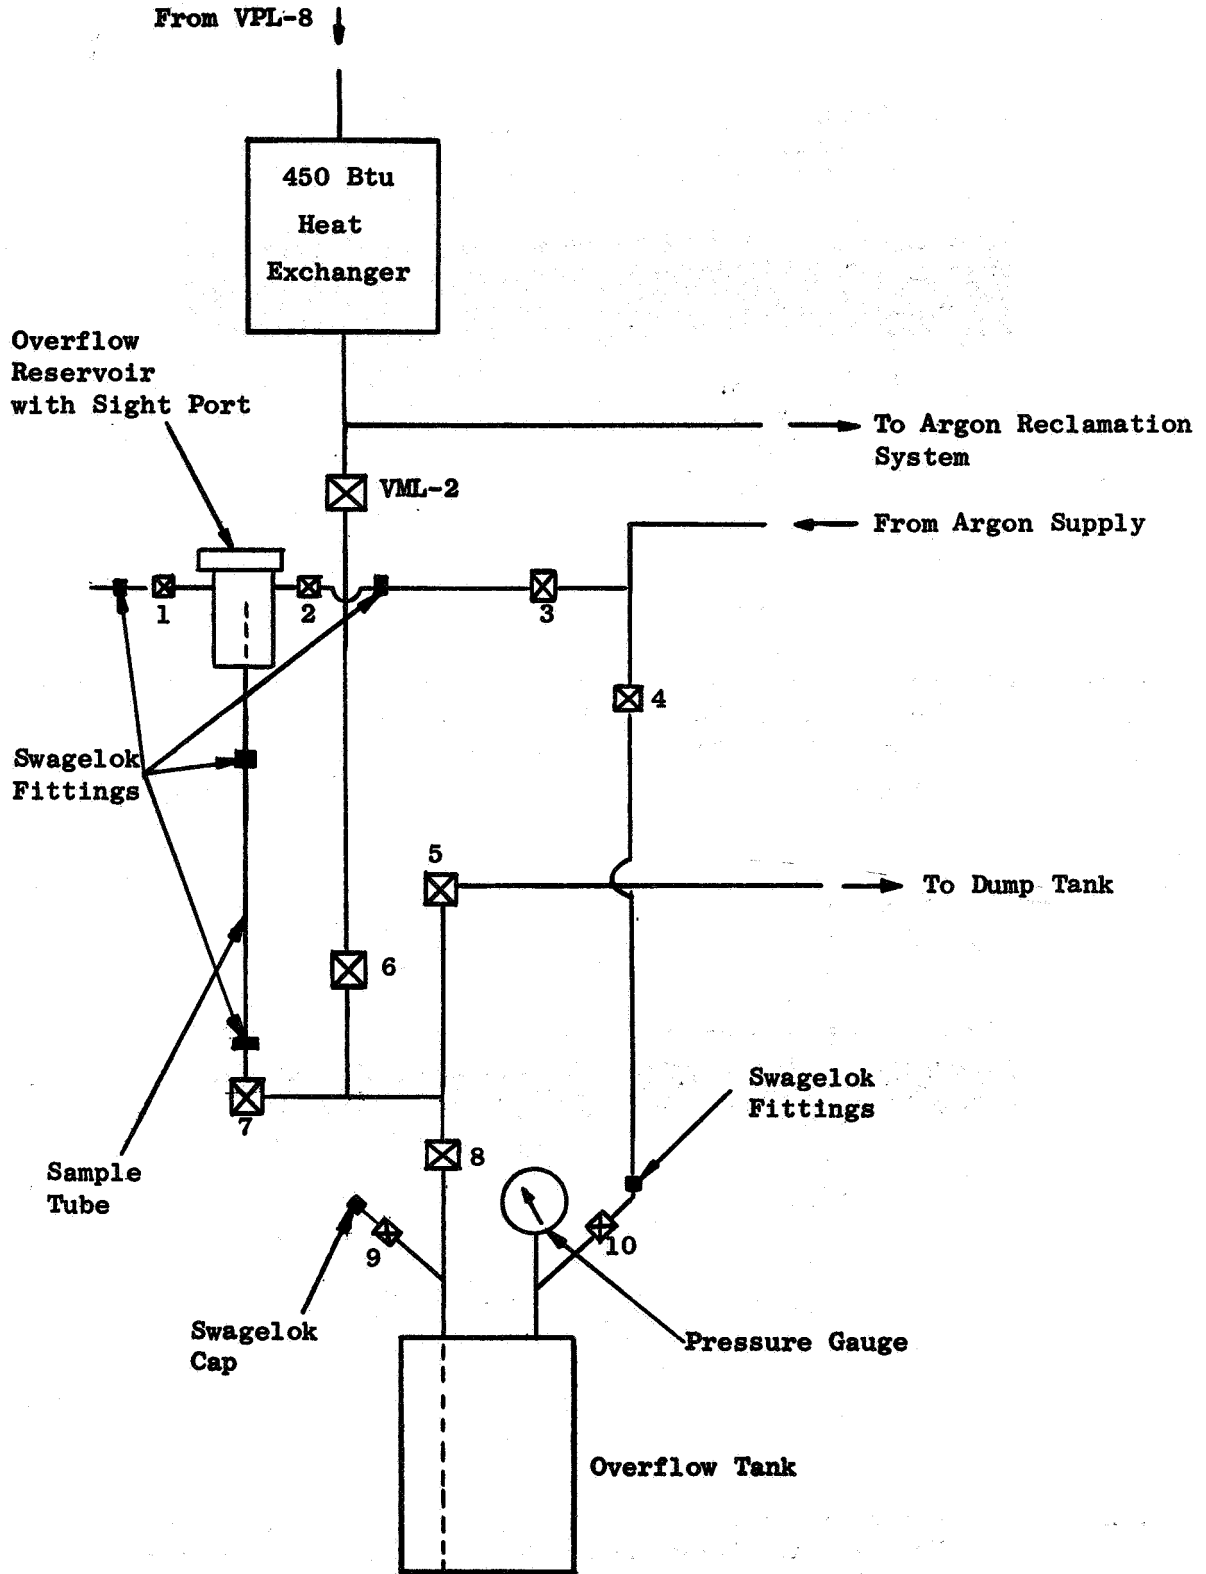 From VPL-8
450 Btu
Heat
Exchanger
Overflow
Reservoir
with Sight Port
To Argon Reclamation
System
VML-2
From Argon Supply
1
2
3
4
Swagelok
Fittings
5
To Dump Tank
6
Swagelok
Fittings
7
8
Sample
Tube
9
10
Swagelok
Cap
Pressure Gauge
Overflow Tank